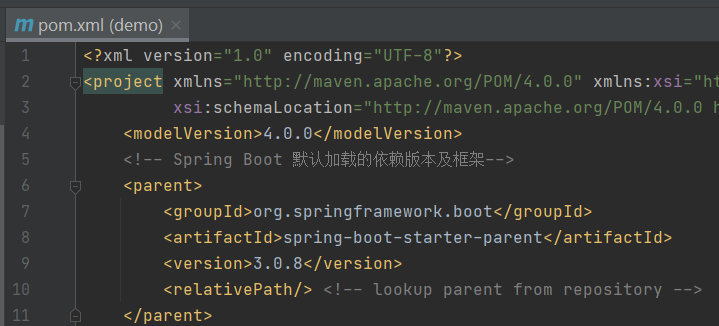 pom.xml (demo)
1 <?xml version="1.0" encoding="UTF-8"?>
2 <project xmlns="http://maven.apache.org/POM/4.0.0" xmlns:xsi="ht
3 xsi:schemaLocation="http://maven.apache.org/POM/4.0.0 h
4 <modelVersion>4.0.0</modelVersion>
5 <!-- Spring Boot 默认加载的依赖版本及框架-->
6 <parent>
7 <groupId>org.springframework.boot</groupId>
8 <artifactId>spring-boot-starter-parent</artifactId>
9 <version>3.0.8</version>
10 <relativePath/> <!-- lookup parent from repository -->
11 </parent>